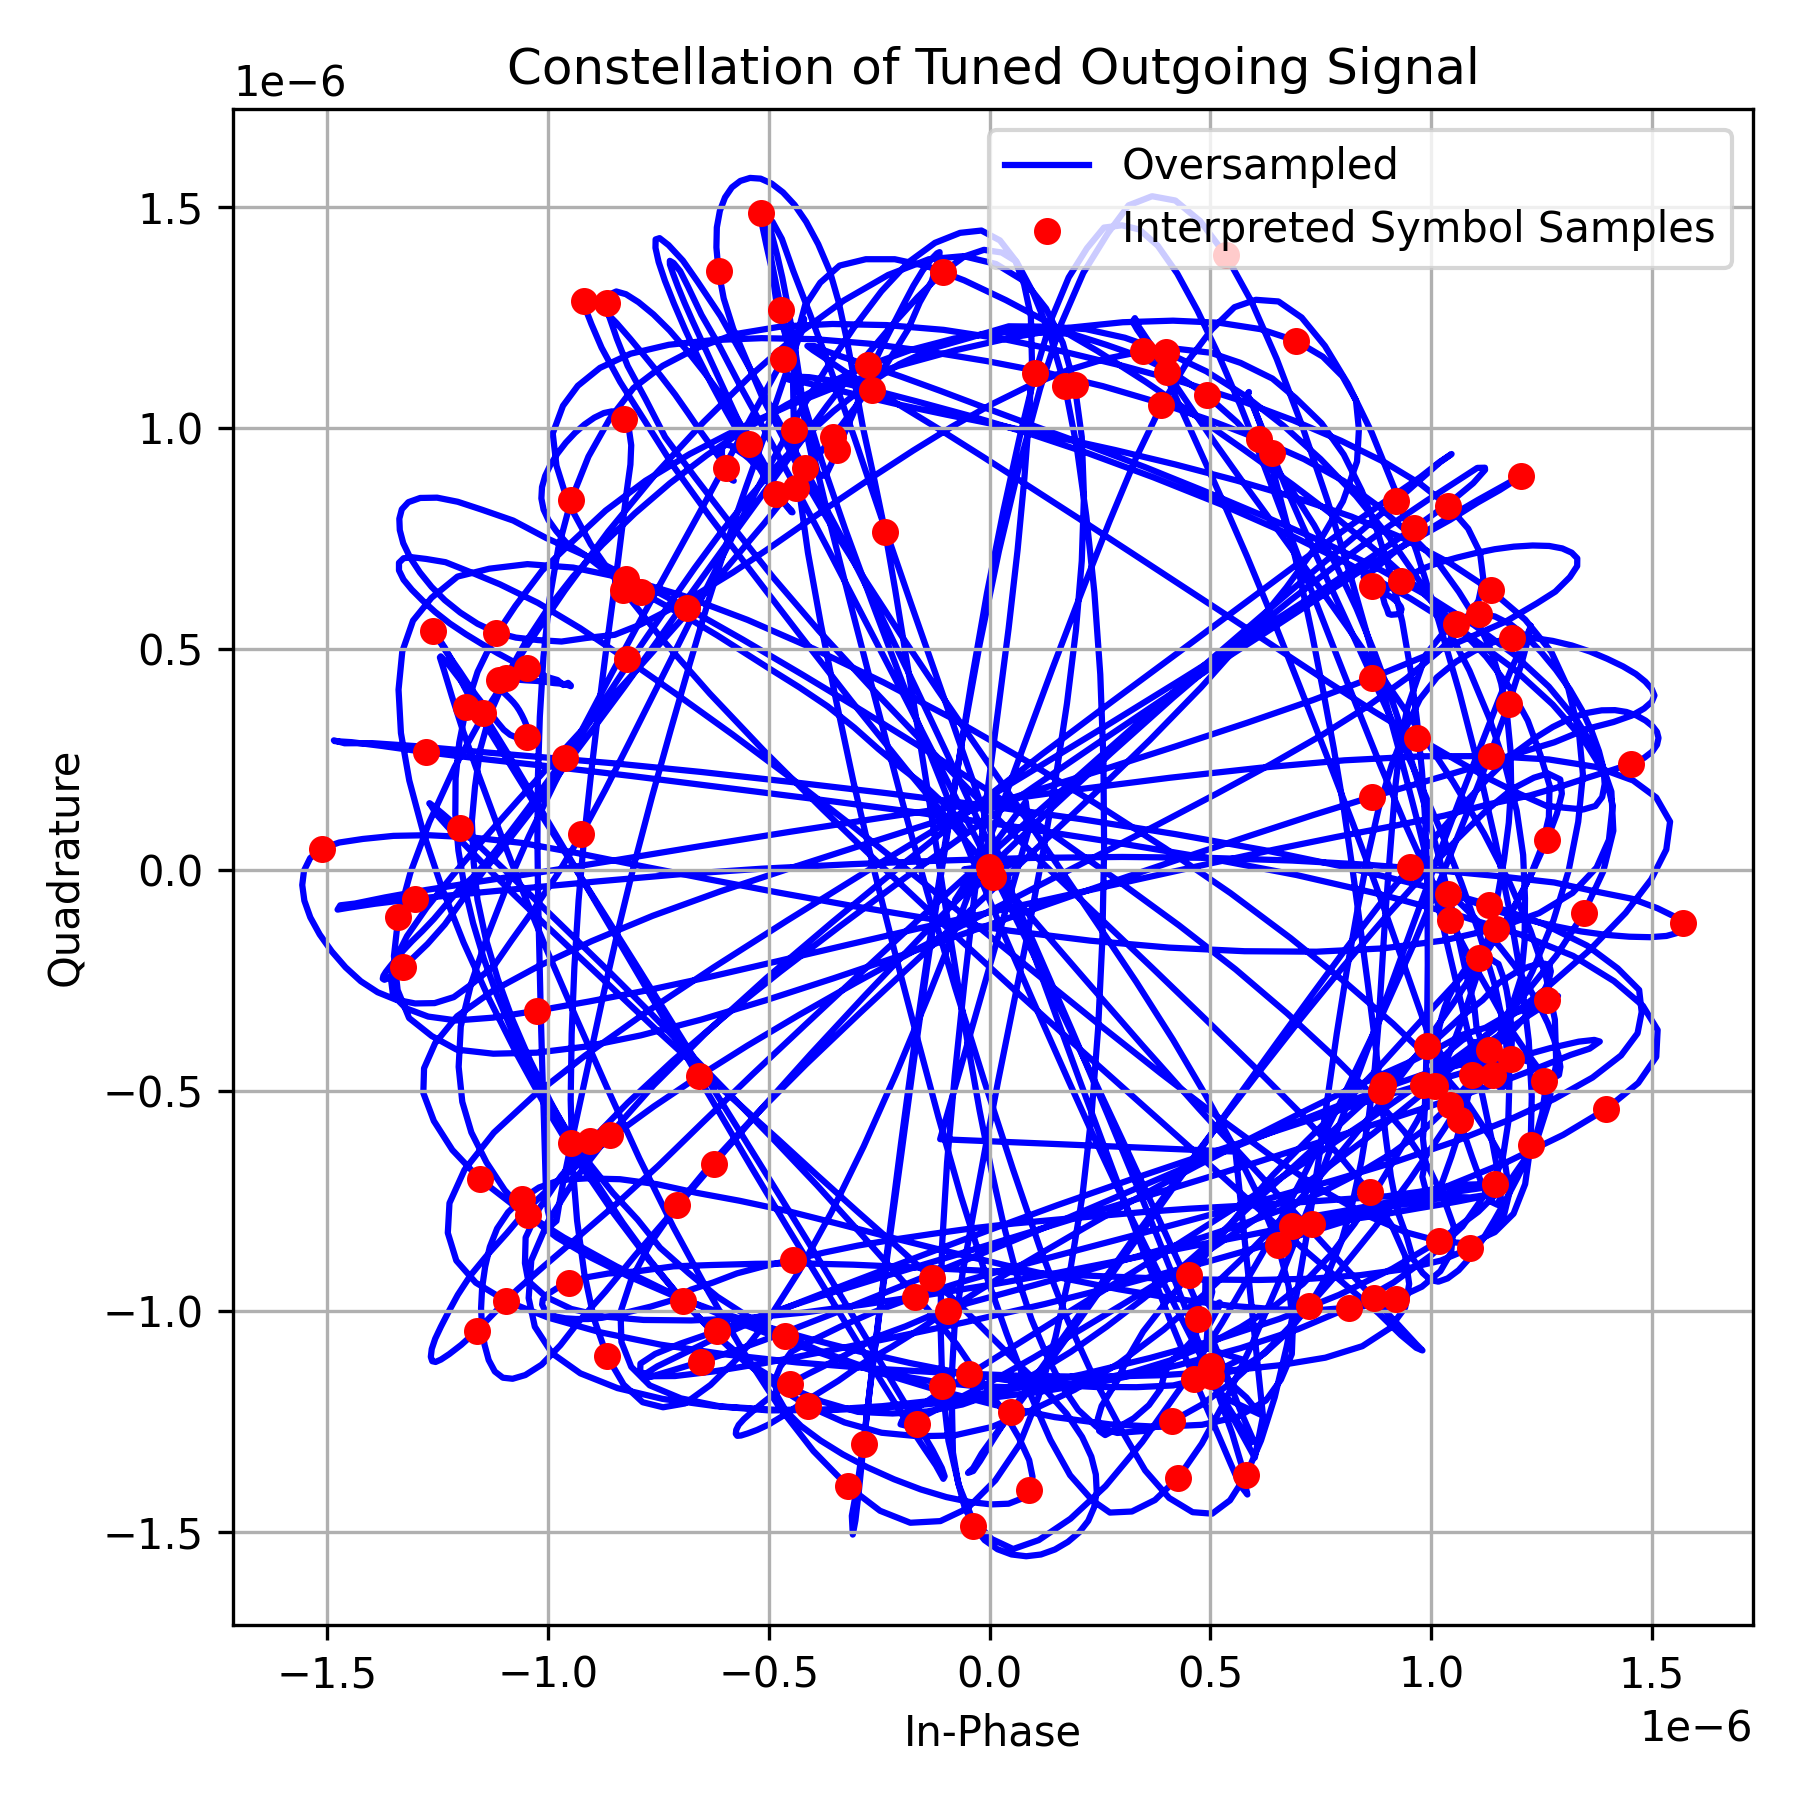 Constellation of Tuned Outgoing Signal
1e−6
Oversampled
Interpreted Symbol Samples
1.5
1.0
0.5
0.0
−0.5
−1.0
−1.5
Quadrature
−1.5 −1.0 −0.5 0.0 0.5 1.0 1.5
In-Phase
1e−6